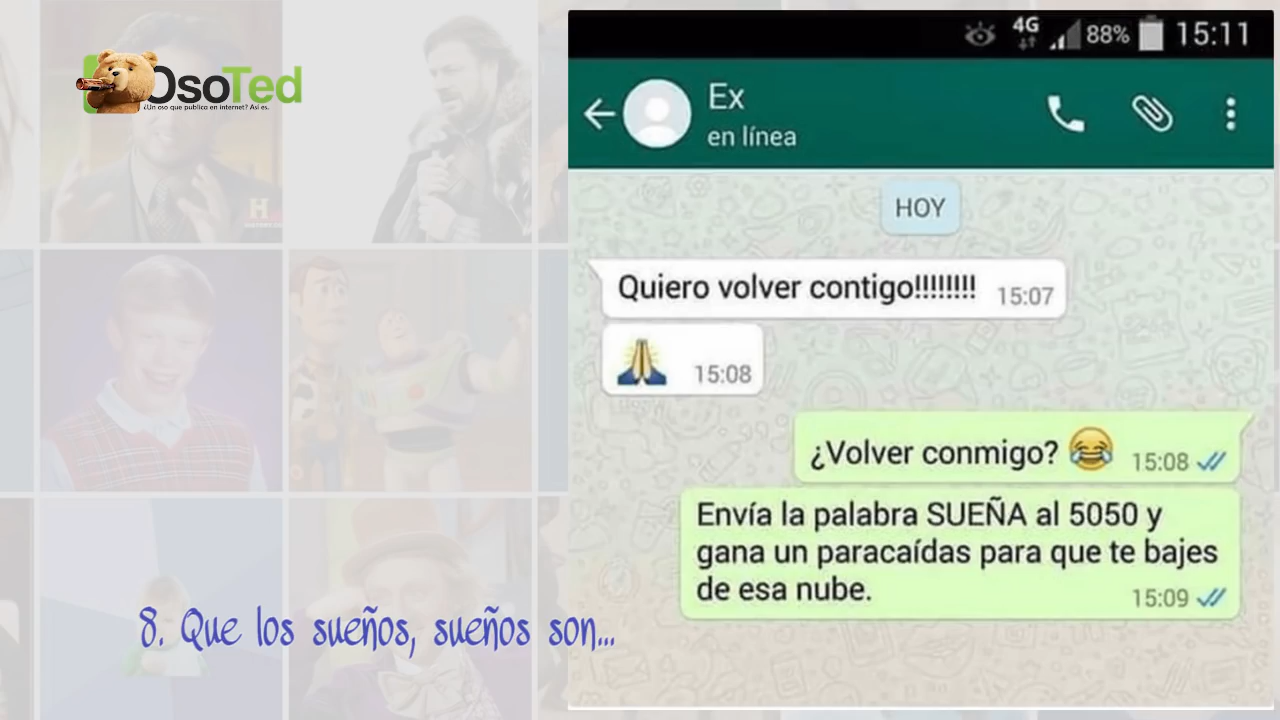 OsoTed
¿Un oso que publica en internet? Así es.
4G
88%
15:11
Ex
en línea
HOY
Quiero volver contigo!!!!!!!! 15:07
🙏 15:08
¿Volver conmigo? 😂 15:08
Envía la palabra SUEÑA al 5050 y
gana un paracaídas para que te bajes
de esa nube. 15:09
8. Que los sueños, sueños son...
H